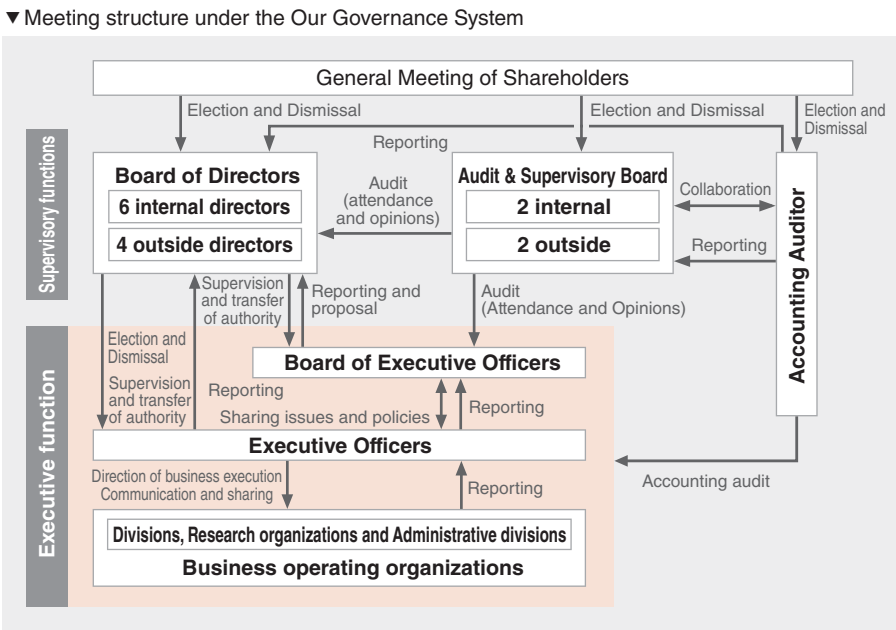 ▼Meeting structure under the Our Governance System
General Meeting of Shareholders
Election and Dismissal
Election and Dismissal
Election and
Dismissal
Reporting
Supervisory functions
Board of Directors
6 internal directors
4 outside directors
Audit
(attendance
and opinions)
Audit & Supervisory Board
2 internal
2 outside
Collaboration
Reporting
Accounting Auditor
Supervision
and transfer
of authority
Reporting and
proposal
Audit
(Attendance and Opinions)
Executive function
Election and
Dismissal
Supervision
and transfer
of authority
Board of Executive Officers
Reporting
Sharing issues and policies
Reporting
Executive Officers
Accounting audit
Direction of business execution
Communication and sharing
Reporting
Divisions, Research organizations and Administrative divisions
Business operating organizations